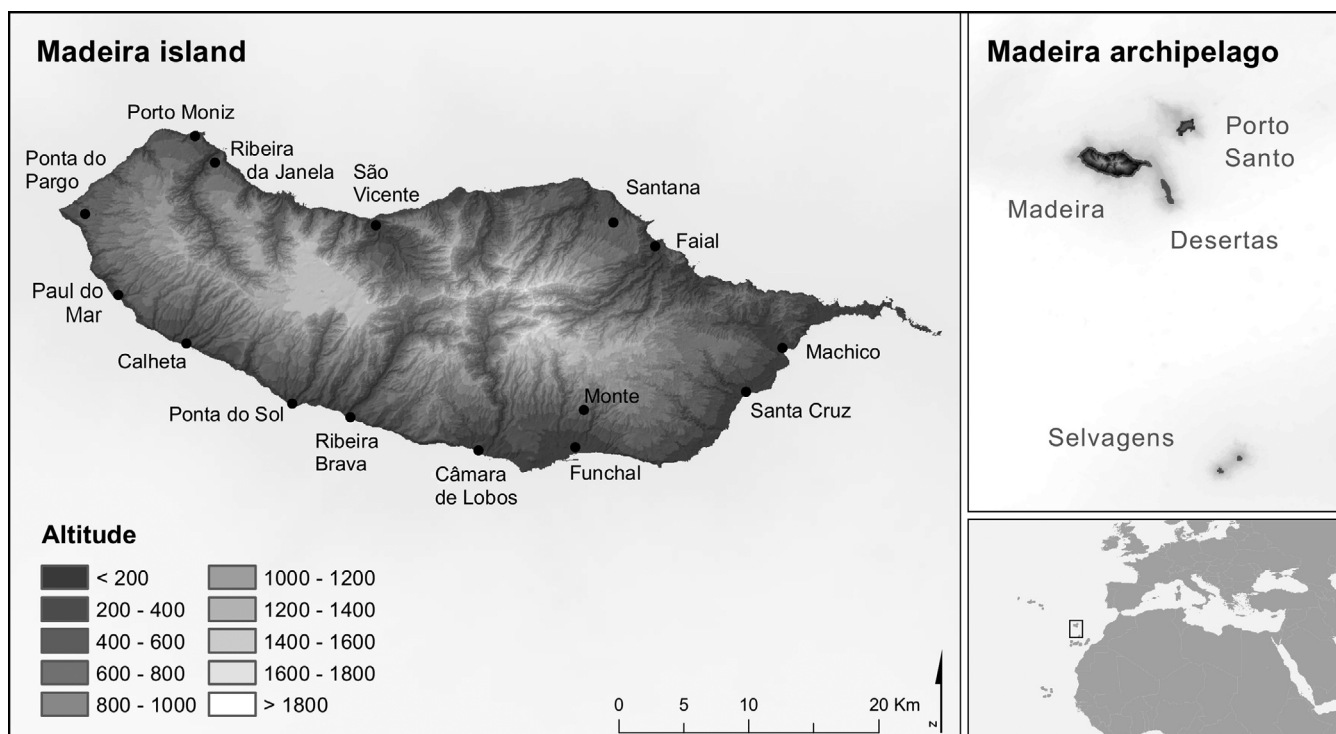 Madeira island
Porto Moniz
Ribeira
da Janela
Ponta do
Pargo
São
Vicente
Santana
Faial
Paul do
Mar
Calheta
Machico
Monte
Santa Cruz
Ponta do Sol
Ribeira
Brava
Câmara
de Lobos
Funchal
Altitude
< 200
200 - 400
400 - 600
600 - 800
800 - 1000
1000 - 1200
1200 - 1400
1400 - 1600
1600 - 1800
> 1800
0 5 10 20 Km
N
Madeira archipelago
Porto
Santo
Madeira
Desertas
Selvagens